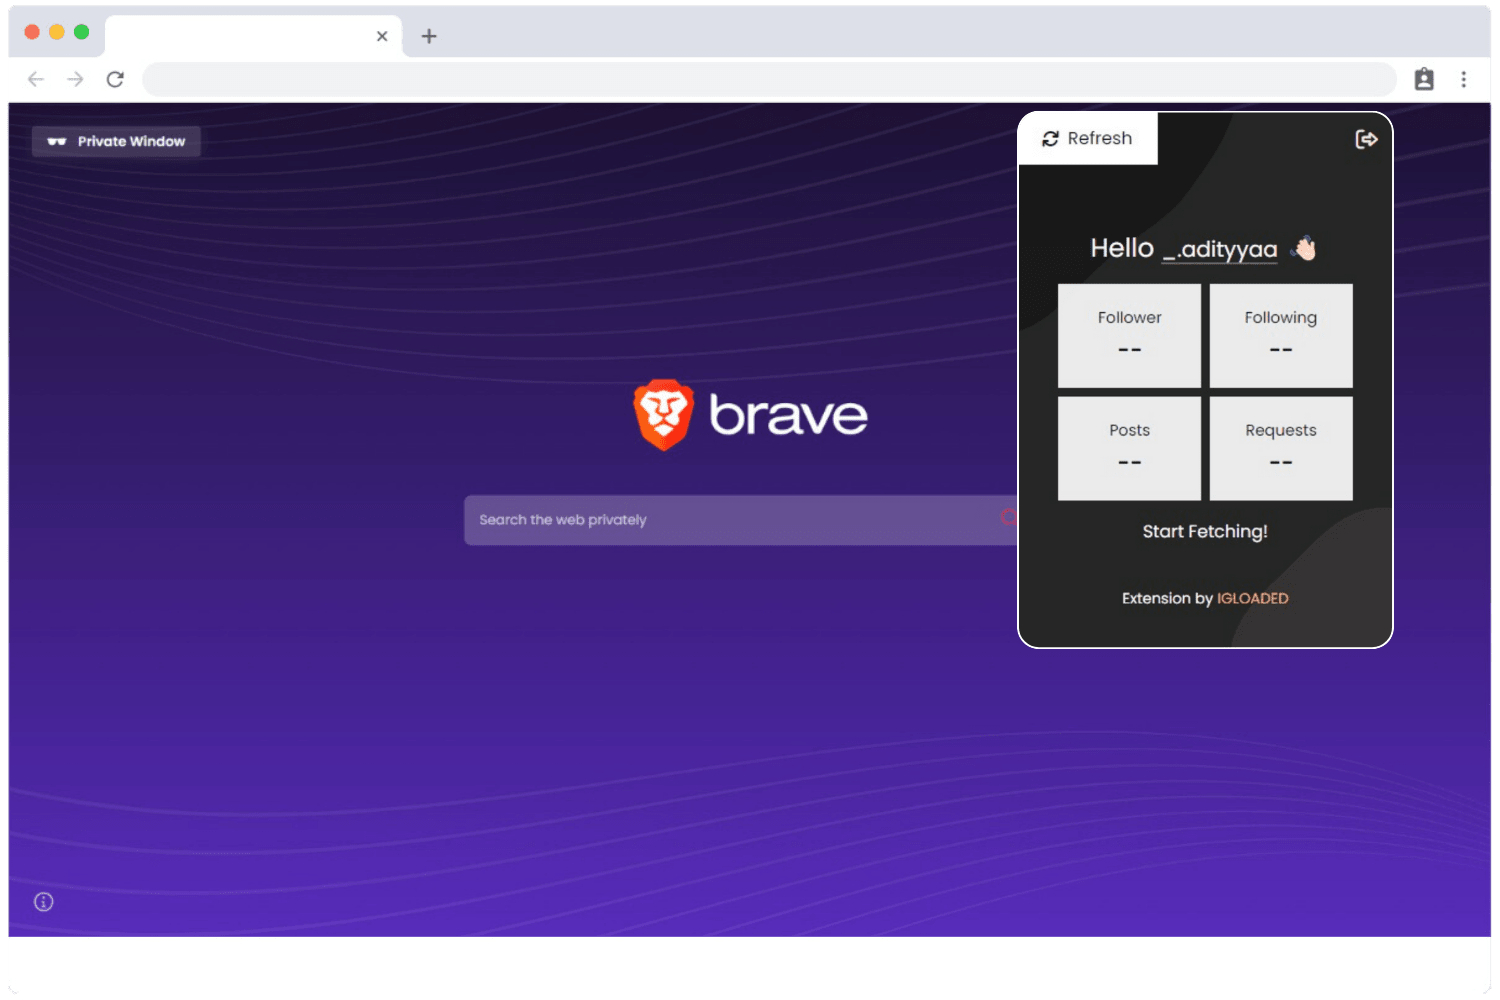 Private Window
Refresh
Hello _.adityyaa
Follower
--
Following
--
Posts
--
Requests
--
Start Fetching!
Extension by IGLOADED
brave
Search the web privately